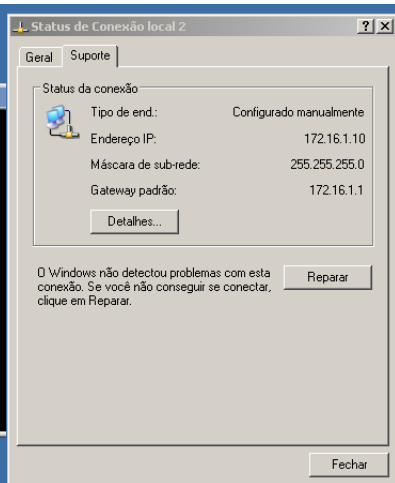 Status de Conexão local 2
Geral
Suporte
Status da conexão
Tipo de end.: Configurado manualmente
Endereço IP: 172.16.1.10
Máscara de sub-rede: 255.255.255.0
Gateway padrão: 172.16.1.1
Detalhes...
O Windows não detectou problemas com esta
conexão. Se você não conseguir se conectar,
clique em Reparar.
Reparar
Fechar